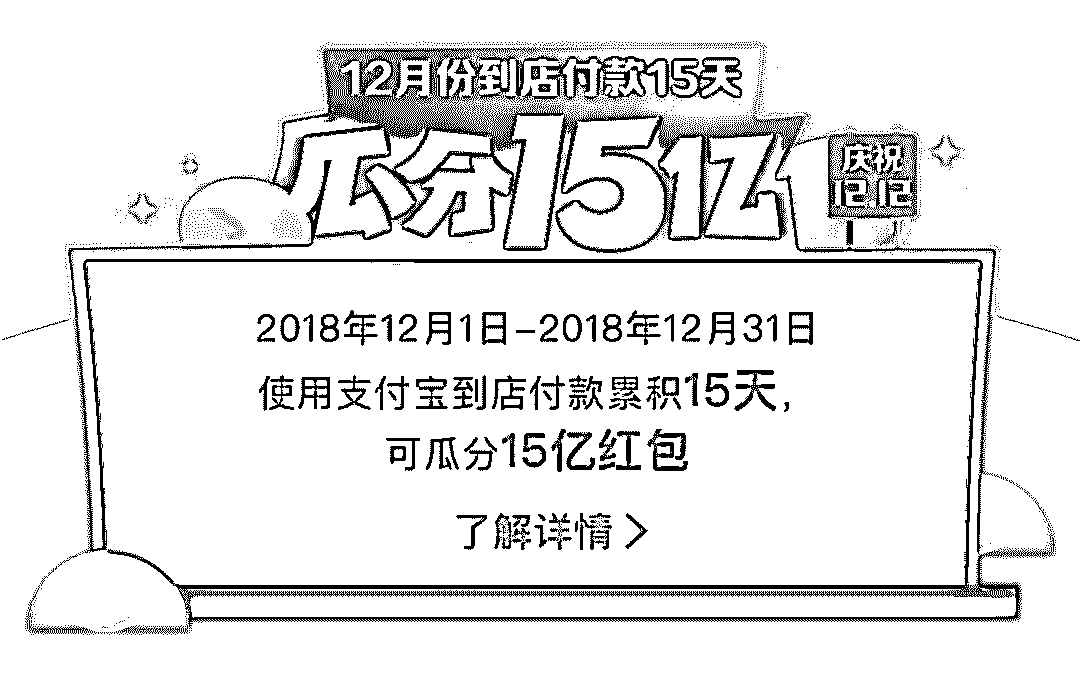 12月份到店付款15天
瓜分15亿
庆祝
12.12
2018年12月1日-2018年12月31日
使用支付宝到店付款累积15天,
可瓜分15亿红包
了解详情 >